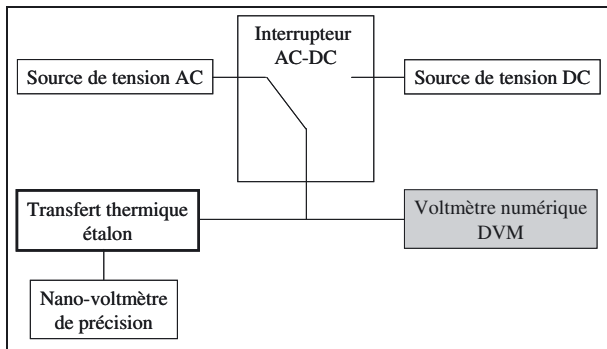 Interrupteur
AC-DC
Source de tension AC
Source de tension DC
Transfert thermique
étalon
Voltmètre numérique
DVM
Nano-voltmètre
de précision